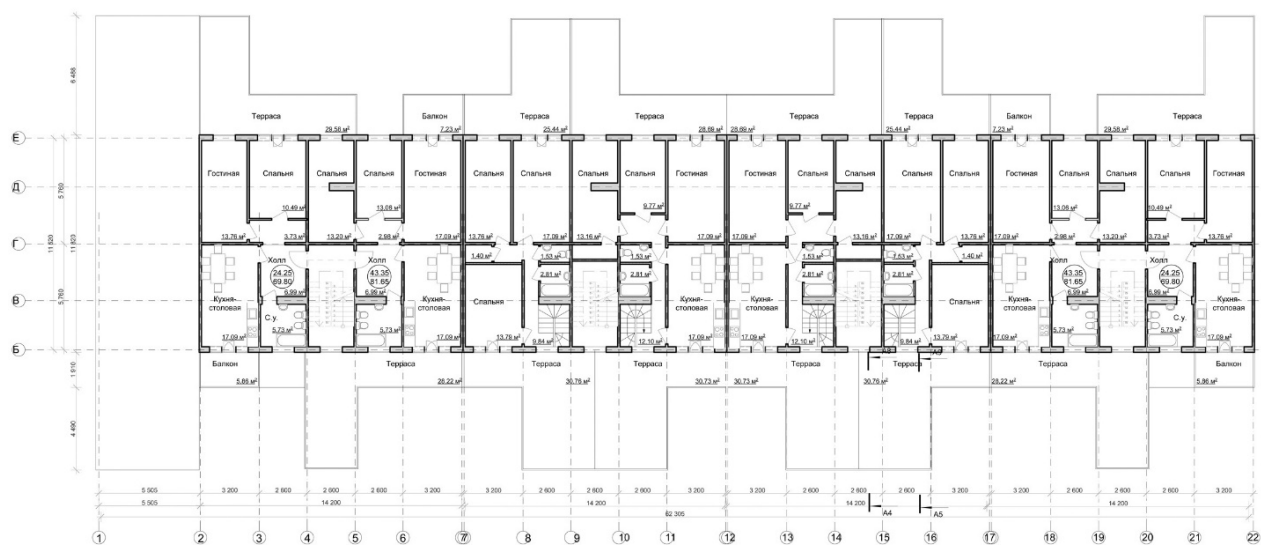 6 488
Терраса Балкон Терраса Терраса Терраса Терраса Балкон Терраса
Е 29.58 м² 7.23 м² 25.44 м² 28.69 м² 28.69 м² 25.44 м² 7.23 м² 29.58 м²
Гостиная Спальня Спальня Спальня Гостиная Спальня Спальня Спальня Спальня Гостиная Гостиная Спальня Спальня Спальня Спальня Гостиная Спальня Спальня Спальня Гостиная
Д
5 760
13.08 м² 9.77 м² 9.77 м² 13.08 м²
10.49 м² 10.49 м²
13.76 м² 3.73 м² 13.20 м² 2.98 м² 17.09 м² 13.76 м² 17.09 м² 13.16 м² 17.09 м² 17.09 м² 13.16 м² 17.09 м² 13.76 м² 17.09 м² 2.98 м² 13.20 м² 3.73 м² 13.76 м²
Г
11 520
11 823
1.40 м² 1.53 м² 1.53 м² 1.53 м² 1.53 м² 1.40 м²
Холл Холл Холл Холл
24.25 43.35 43.35 24.25
69.80 81.65 81.65 69.80
2.81 м² 2.81 м² 2.81 м² 2.81 м²
6.99 м² 6.99 м² 6.99 м² 6.99 м²
Кухня-столовая Кухня-столовая Спальня Кухня-столовая Кухня-столовая Спальня Кухня-столовая Кухня-столовая
В
5 760
С.у. С.у.
5.73 м² 5.73 м² 5.73 м² 5.73 м²
17.09 м² 17.09 м² 13.79 м² 9.84 м² 12.10 м² 17.09 м² 17.09 м² 12.10 м² 9.84 м² 13.79 м² 17.09 м² 17.09 м²
Б
Балкон Терраса Терраса Терраса Терраса Терраса Терраса Балкон
1 910
5.86 м² 28.22 м² 30.76 м² 30.73 м² 30.73 м² 30.76 м² 28.22 м² 5.86 м²
4 490
5 505 3 200 2 600 2 600 2 600 3 200 3 200 2 600 2 600 2 600 3 200 3 200 2 600 2 600 2 600 3 200 3 200 2 600 2 600 2 600 3 200
5 505 14 200 14 200 14 200 14 200
62 305
А4 А5
1 2 3 4 5 6 7 8 9 10 11 12 13 14 15 16 17 18 19 20 21 22